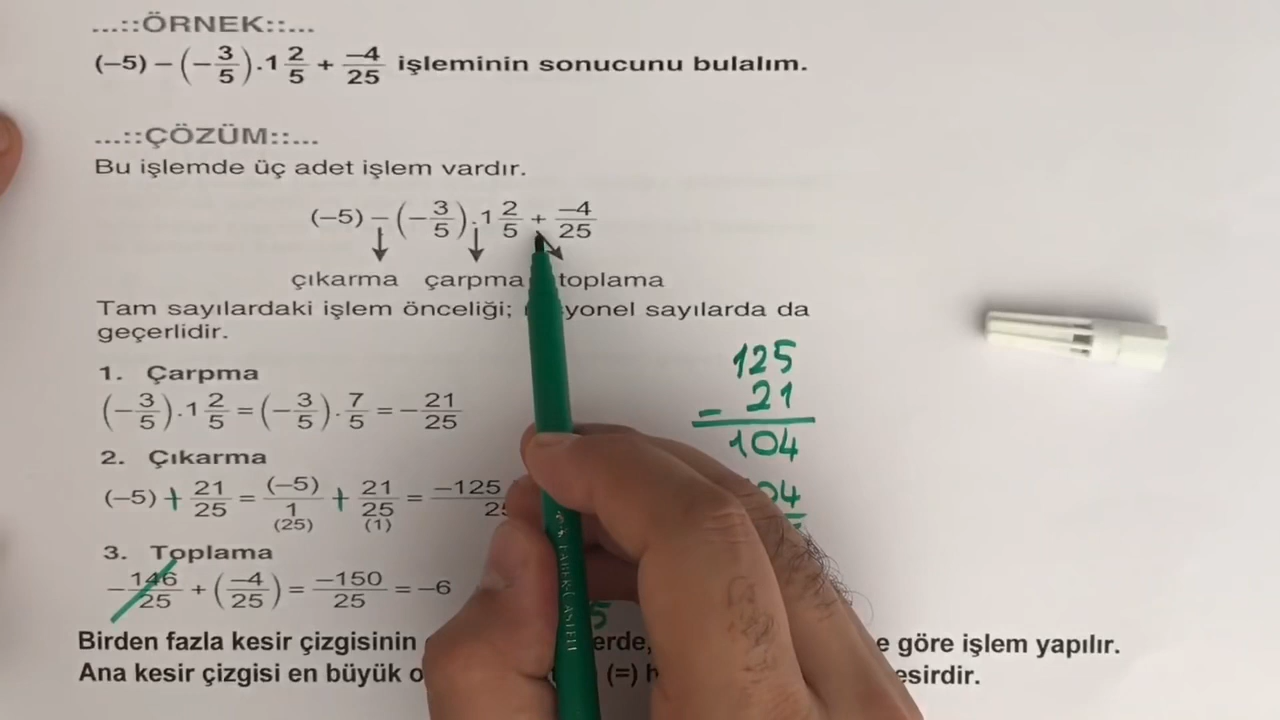 ...::ÖRNEK::...
(−5) − (−3/5).1 2/5 + −4/25 işleminin sonucunu bulalım.
...::ÇÖZÜM::...
Bu işlemde üç adet işlem vardır.
(−5) − (−3/5).1 2/5 + −4/25
çıkarma çarpma toplama
Tam sayılardaki işlem önceliği; sayılarda da
geçerlidir.
1. Çarpma
(−3/5).1 2/5 = (−3/5).7/5 = −21/25
2. Çıkarma
(−5) + 21/25 = (−5)/1 + 21/25 = −125
(25) (1)
3. Toplama
−146/25 + (−4/25) = −150/25 = −6
125
21
−
104
Birden fazla kesir çizgisinin göre işlem yapılır.
Ana kesir çizgisi en büyük (=)
FABER-CASTELL